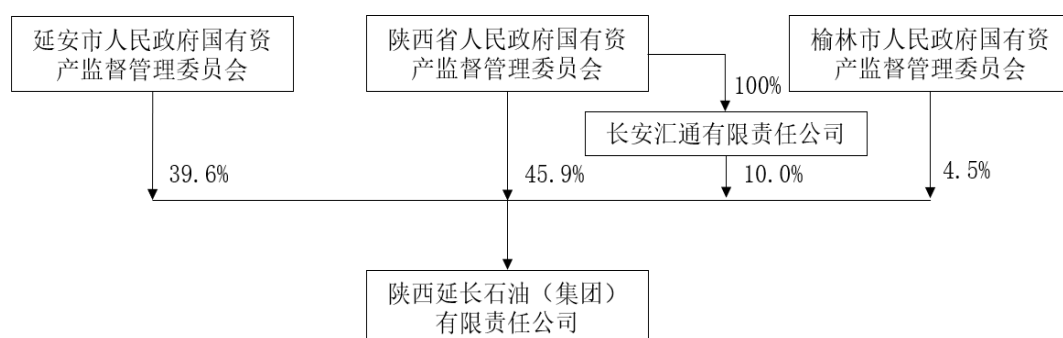 延安市人民政府国有资
产监督管理委员会
陕西省人民政府国有资
产监督管理委员会
榆林市人民政府国有资
产监督管理委员会
100%
长安汇通有限责任公司
39.6%
45.9%
10.0%
4.5%
陕西延长石油（集团）
有限责任公司